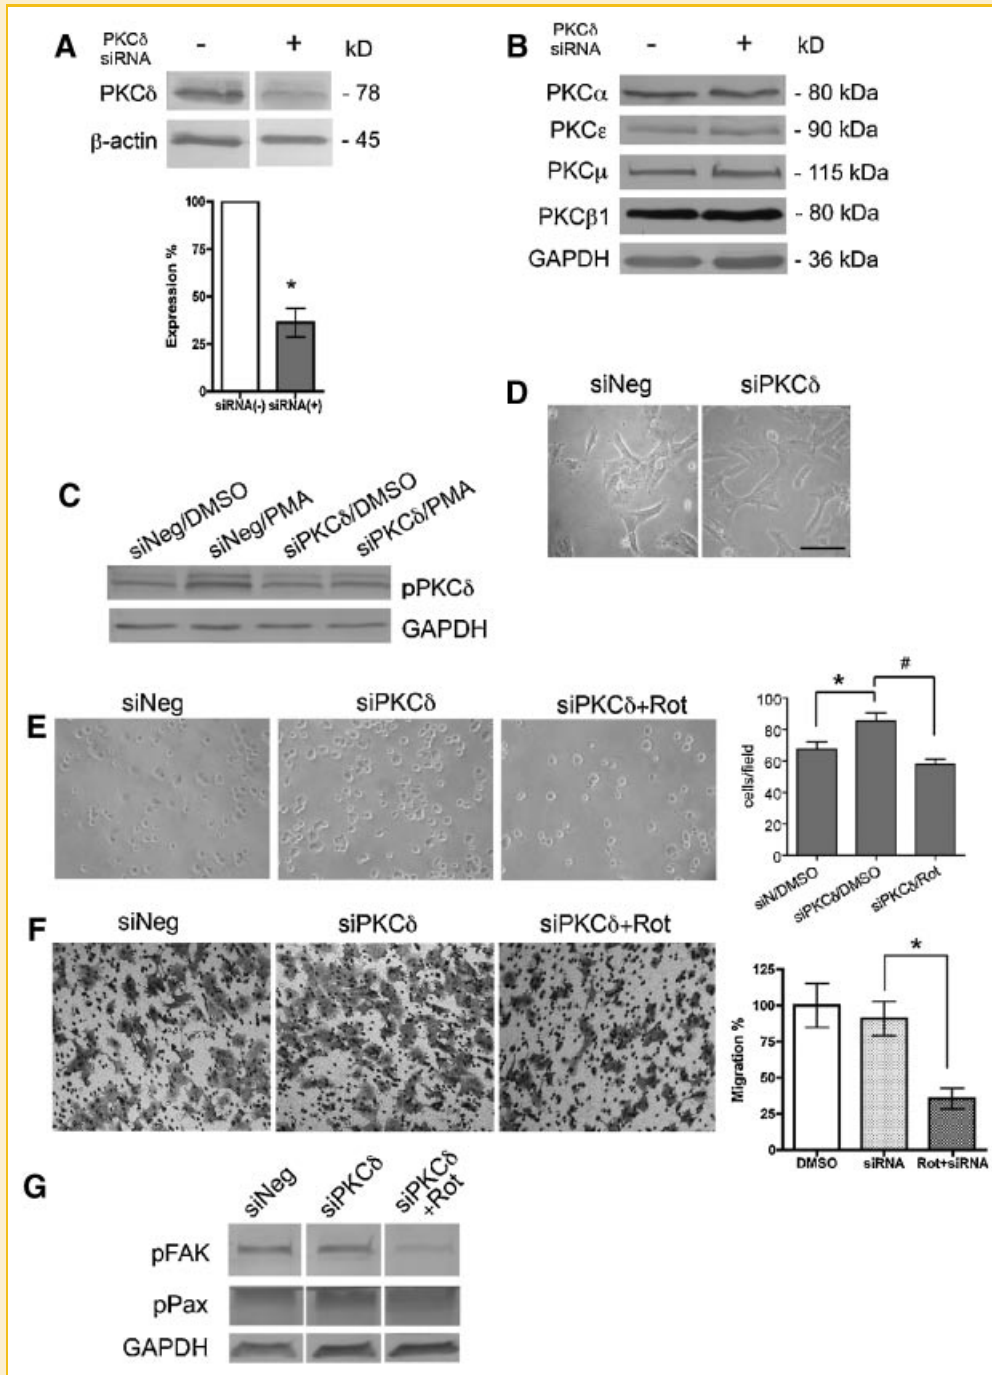 A
PKCδ siRNA - + kD
PKCδ - 78
β-actin - 45
Expression %
100
75
50
25
0
*
siRNA(-) siRNA(+)
B
PKCδ siRNA - + kD
PKCα - 80 kDa
PKCε - 90 kDa
PKCμ - 115 kDa
PKCβ1 - 80 kDa
GAPDH - 36 kDa
C
siNeg/DMSO siNeg/PMA siPKCδ/DMSO siPKCδ/PMA
pPKCδ
GAPDH
D
siNeg siPKCδ
E
siNeg siPKCδ siPKCδ+Rot
* #
cells/field
100
80
60
40
20
0
siN/DMSO siPKCδ/DMSO siPKCδ/Rot
F
siNeg siPKCδ siPKCδ+Rot
*
Migration %
125
100
75
50
25
0
DMSO siRNA Rot+siRNA
G
siNeg siPKCδ siPKCδ +Rot
pFAK
pPax
GAPDH